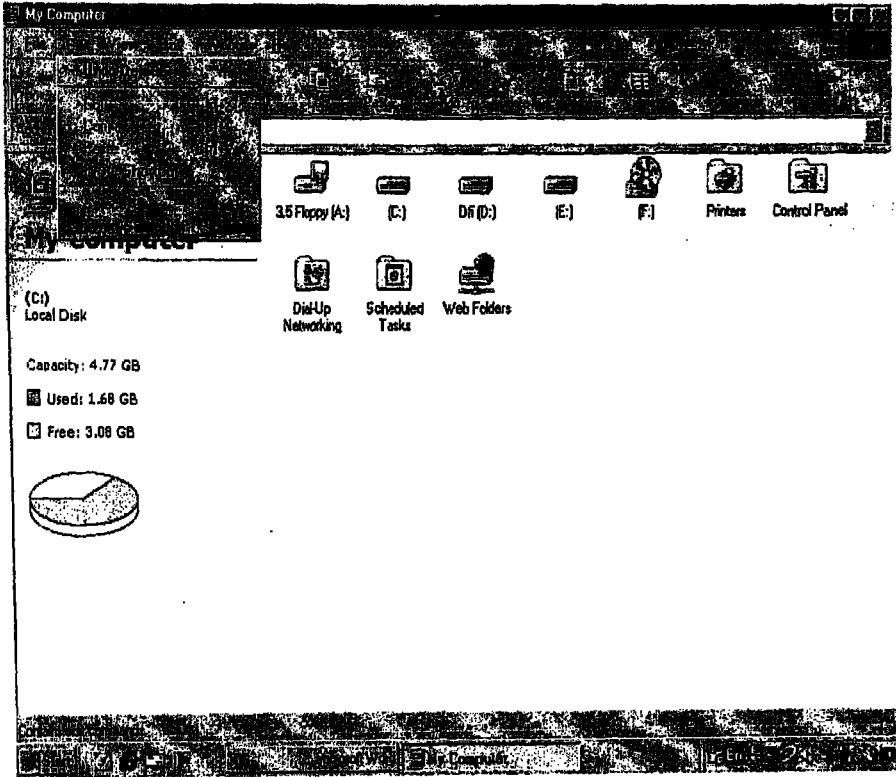 My Computer
3.5 Floppy (A:)
(C:)
Dfi (D:)
(E:)
(F:)
Printers
Control Panel
My Computer
Dial-Up
Networking
Scheduled
Tasks
Web Folders
(C:)
Local Disk
Capacity: 4.77 GB
Used: 1.68 GB
Free: 3.08 GB
My Computer